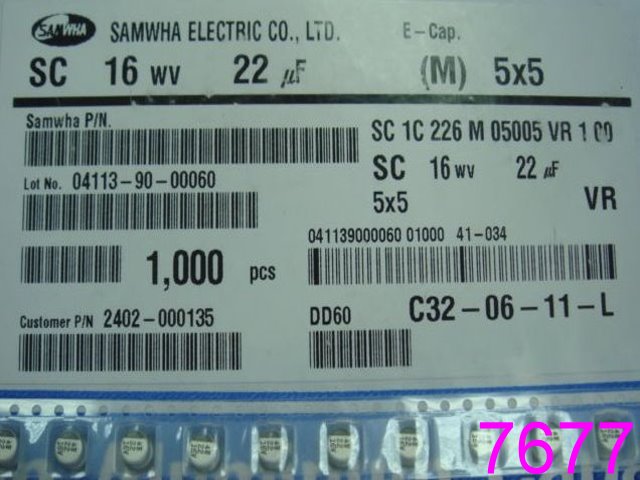 SAMWHA SAMWHA ELECTRIC CO., LTD. E-Cap.
SC 16 WV 22 µF (M) 5x5
Samwha P/N.
SC 1C 226 M 05005 VR 1 00
SC 16 WV 22 µF
Lot No. 04113-90-00060
5x5 VR
041139000060 01000 41-034
1,000 pcs
Customer P/N 2402-000135
DD60 C32-06-11-L
7677